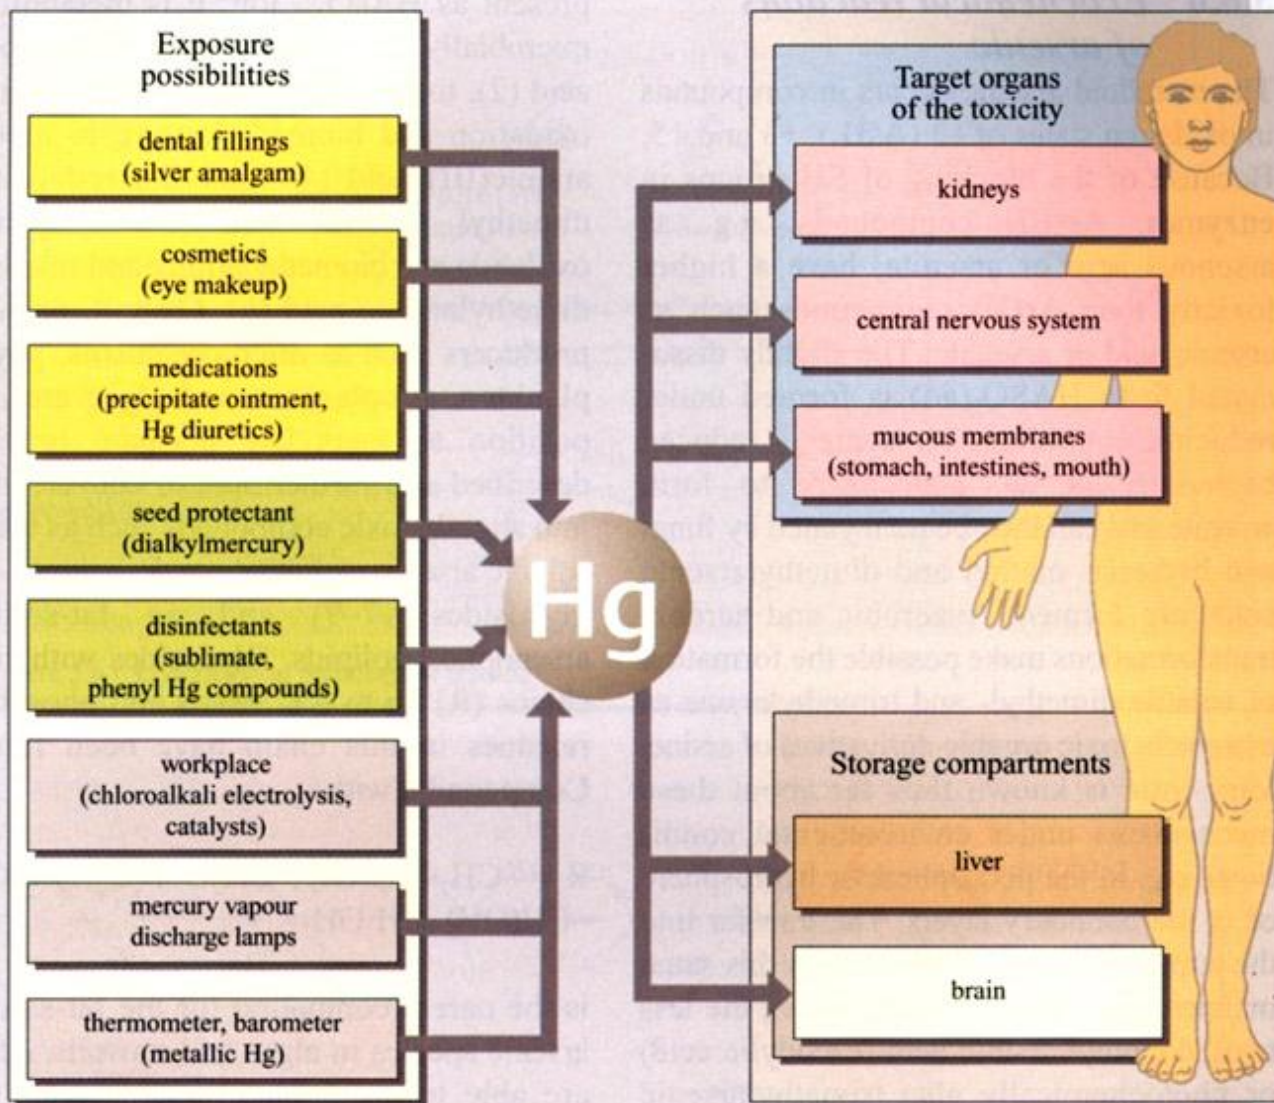 Exposure
possibilities
dental fillings
(silver amalgam)
cosmetics
(eye makeup)
medications
(precipitate ointment,
Hg diuretics)
seed protectant
(dialkylmercury)
disinfectants
(sublimate,
phenyl Hg compounds)
workplace
(chloroalkali electrolysis,
catalysts)
mercury vapour
discharge lamps
thermometer, barometer
(metallic Hg)
Hg
Target organs
of the toxicity
kidneys
central nervous system
mucous membranes
(stomach, intestines, mouth)
Storage compartments
liver
brain